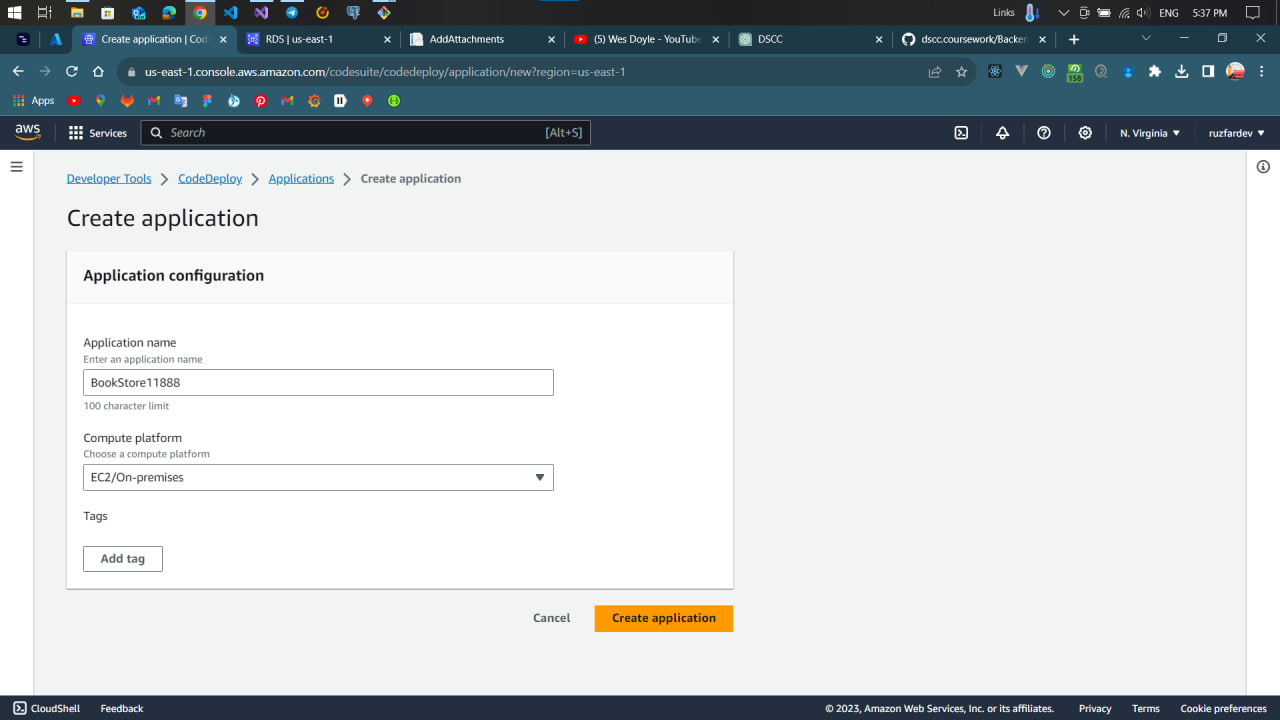 Links
ENG
5:37 PM
Create application | Cod
RDS | us-east-1
AddAttachments
(5) Wes Doyle - YouTube
DSCC
dscc.coursework/Backen
us-east-1.console.aws.amazon.com/codesuite/codedeploy/application/new?region=us-east-1
158
Apps
aws
Services
Search
[Alt+S]
N. Virginia
ruzfardev
Developer Tools
CodeDeploy
Applications
Create application
Create application
Application configuration
Application name
Enter an application name
BookStore11888
100 character limit
Compute platform
Choose a compute platform
EC2/On-premises
Tags
Add tag
Cancel
Create application
CloudShell
Feedback
© 2023, Amazon Web Services, Inc. or its affiliates.
Privacy
Terms
Cookie preferences